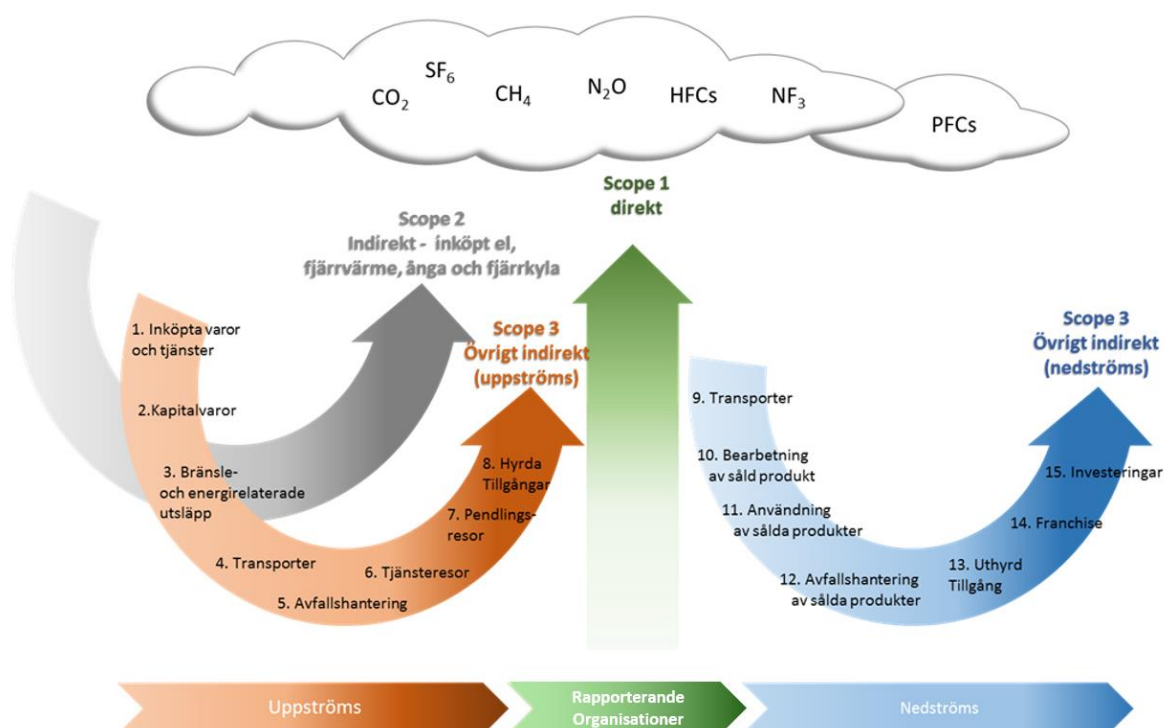 SF₆
CO₂
CH₄
N₂O
HFCs
NF₃
PFCs
Scope 1
direkt
Scope 2
Indirekt - inköpt el,
fjärrvärme, ånga och fjärrkyla
Scope 3
Övrigt indirekt
(uppströms)
Scope 3
Övrigt indirekt
(nedströms)
1. Inköpta varor
och tjänster
2.Kapitalvaror
3. Bränsle-
och energirelaterade
utsläpp
4. Transporter
5. Avfallshantering
6. Tjänsteresor
7. Pendlings-
resor
8. Hyrda
Tillgångar
9. Transporter
10. Bearbetning
av såld produkt
11. Användning
av sålda produkter
12. Avfallshantering
av sålda produkter
13. Uthyrd
Tillgång
14. Franchise
15. Investeringar
Uppströms
Rapporterande
Organisationer
Nedströms